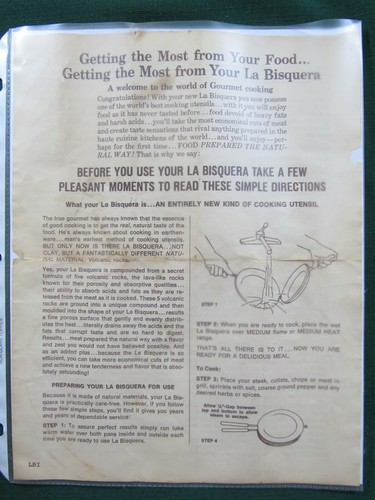 Getting the Most from Your Food...
Getting the Most from Your La Bisquera
A welcome to the world of Gourmet cooking
Congratulations! With your new La Bisquera you now possess
one of the world's best cooking utensils...with it you will enjoy
food as it has never tasted before...food devoid of heavy fats
and harsh acids...you'll take the most economical cuts of meat
and create taste sensations that rival anything prepared in the
haute cuisine kitchens of the world...and you'll enjoy—per-
haps for the first time...FOOD PREPARED THE NATU-
RAL WAY! That is why we say:
BEFORE YOU USE YOUR LA BISQUERA TAKE A FEW
PLEASANT MOMENTS TO READ THESE SIMPLE DIRECTIONS
What your La Bisquera is...AN ENTIRELY NEW KIND OF COOKING UTENSIL
The true gourmet has always known that the essence
of good cooking is to get the real, natural taste of the
food. He's always known about cooking in earthen-
ware...man's earliest method of cooking utensils.
BUT ONLY NOW IS THERE LA BISQUERA...NOT
CLAY, BUT A FANTASTICALLY DIFFERENT NATU-
RAL MATERIAL, volcanic rocks.
Yes, your La Bisquera is compounded from a secret
formula of five volcanic rocks, the lava-like rocks
known for their porosity and absorptive qualities...
their ability to absorb acids and fats as they are re-
leased from the meat as it is cooked. These 5 volcanic
rocks are ground into a unique compound and then
moulded into the shape of your La Bisquera...results
a fine porous surface that gently and evenly distrib-
utes the heat...literally drains away the acids and the
fats that corrupt taste and are so hard to digest.
Results...meat prepared the natural way with a flavor
and zest you would not have believed possible. And
as an added plus...because the La Bisquera is so
efficient, you can take more economical cuts of meat
and achieve a new tenderness and flavor that is abso-
lutely astounding!
PREPARING YOUR LA BISQUERA FOR USE
Because it is made of natural materials, your La Bis-
quera is practically care-free. However, if you follow
these few simple steps, you'll find it gives you years
and years of dependable service:
STEP 1: To assure perfect results simply run luke
warm water over both pans inside and outside each
time you are ready to use La Bisquera.
STEP 1
STEP 2: When you are ready to cook, place the wet
La Bisquera over MEDIUM flame or MEDIUM HEAT
range.
THAT'S ALL THERE IS TO IT...NOW YOU ARE
READY FOR A DELICIOUS MEAL.
To Cook:
STEP 3: Place your steak, cutlets, chops or meat in
grill, sprinkle with salt, coarse ground pepper and any
desired herbs or spices.
Allow ½"-Gap between
top and bottom to allow
steam to escape.
STEP 4
LBI